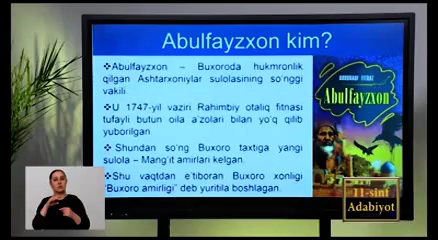 Abulfayzxon kim?
❖Abulfayzxon – Buxoroda hukmronlik
qilgan Ashtarxoniylar sulolasining so'nggi
vakili.
❖U 1747-yil vaziri Rahimbiy otaliq fitnasi
tufayli butun oila a'zolari bilan yo'q qilib
yuborilgan.
❖Shundan so'ng Buxoro taxtiga yangi
sulola – Mang'it amirlari kelgan.
❖Shu vaqtdan e'tiboran Buxoro xonligi
"Buxoro amirligi" deb yuritila boshlagan.
ABDURAUF FITRAT
Abulfayzxon
11-sinf
Adabiyot